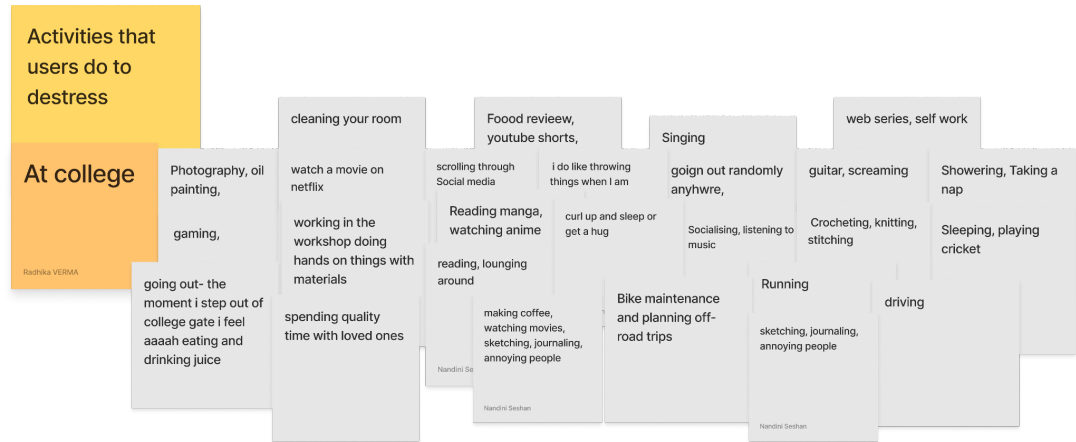 Activities that
users do to
destress
At college
Radhika VERMA
cleaning your room
Foood revieew,
youtube shorts,
Singing
web series, self work
Photography, oil
painting,
watch a movie on
netflix
scrolling through
Social media
i do like throwing
things when I am
goign out randomly
anyhwre,
guitar, screaming
Showering, Taking a
nap
gaming,
working in the
workshop doing
hands on things with
materials
Reading manga,
watching anime
curl up and sleep or
get a hug
Socialising, listening to
music
Crocheting, knitting,
stitching
Sleeping, playing
cricket
going out- the
moment i step out of
college gate i feel
aaaah eating and
drinking juice
spending quality
time with loved ones
reading, lounging
around
Nandini Se
making coffee,
watching movies,
sketching, journaling,
annoying people
Nandini Seshan
Bike maintenance
and planning off-
road trips
Running
sketching, journaling,
annoying people
Nandini Seshan
driving